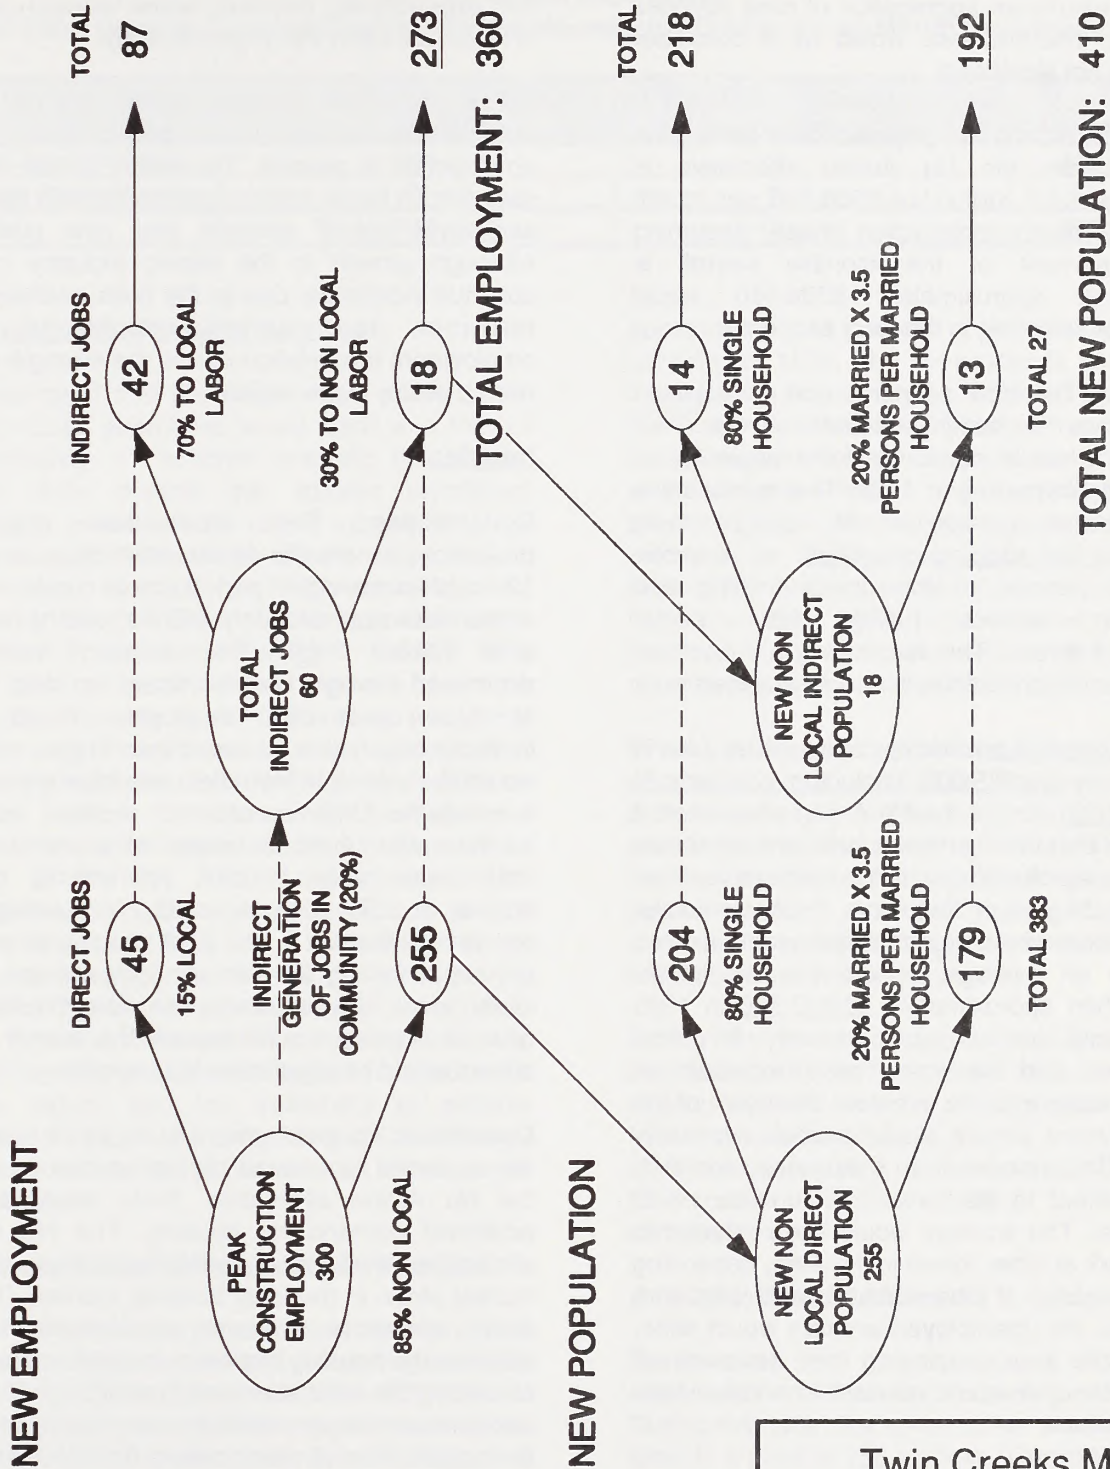 NEW EMPLOYMENT
PEAK
CONSTRUCTION
EMPLOYMENT
300
85% NON LOCAL
DIRECT JOBS
45
15% LOCAL
INDIRECT
GENERATION
OF JOBS IN
COMMUNITY (20%)
255
TOTAL
INDIRECT JOBS
60
INDIRECT JOBS
42
70% TO LOCAL
LABOR
30% TO NON LOCAL
LABOR
18
TOTAL
87
273
TOTAL EMPLOYMENT: 360
NEW POPULATION
NEW NON
LOCAL DIRECT
POPULATION
255
204
80% SINGLE
HOUSEHOLD
20% MARRIED X 3.5
PERSONS PER MARRIED
HOUSEHOLD
179
TOTAL 383
NEW NON
LOCAL INDIRECT
POPULATION
18
14
80% SINGLE
HOUSEHOLD
20% MARRIED X 3.5
PERSONS PER MARRIED
HOUSEHOLD
13
TOTAL 27
TOTAL
218
192
TOTAL NEW POPULATION: 410
Twin Creeks M